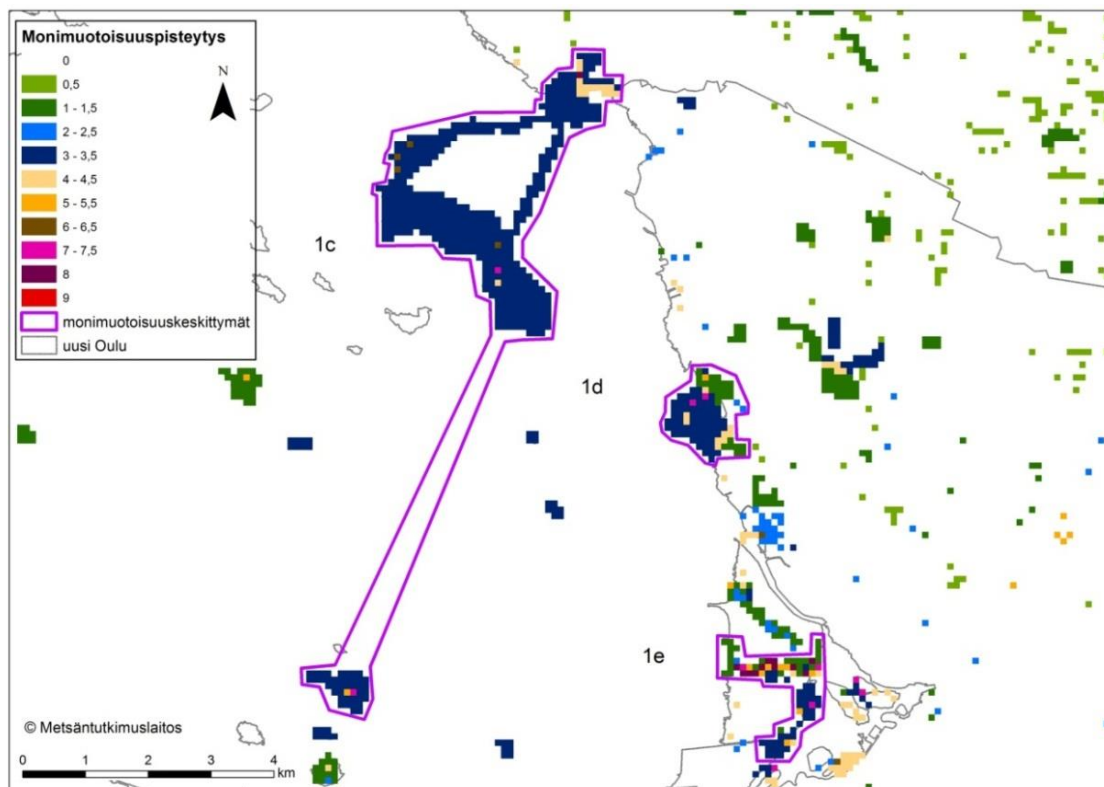 Monimuotoisuuspisteytys
0
N
0,5
1 - 1,5
2 - 2,5
3 - 3,5
4 - 4,5
5 - 5,5
6 - 6,5
7 - 7,5
8
9
monimuotoisuuskeskittymät
uusi Oulu
1c
1d
1e
© Metsäntutkimuslaitos
0 1 2 3 4
km